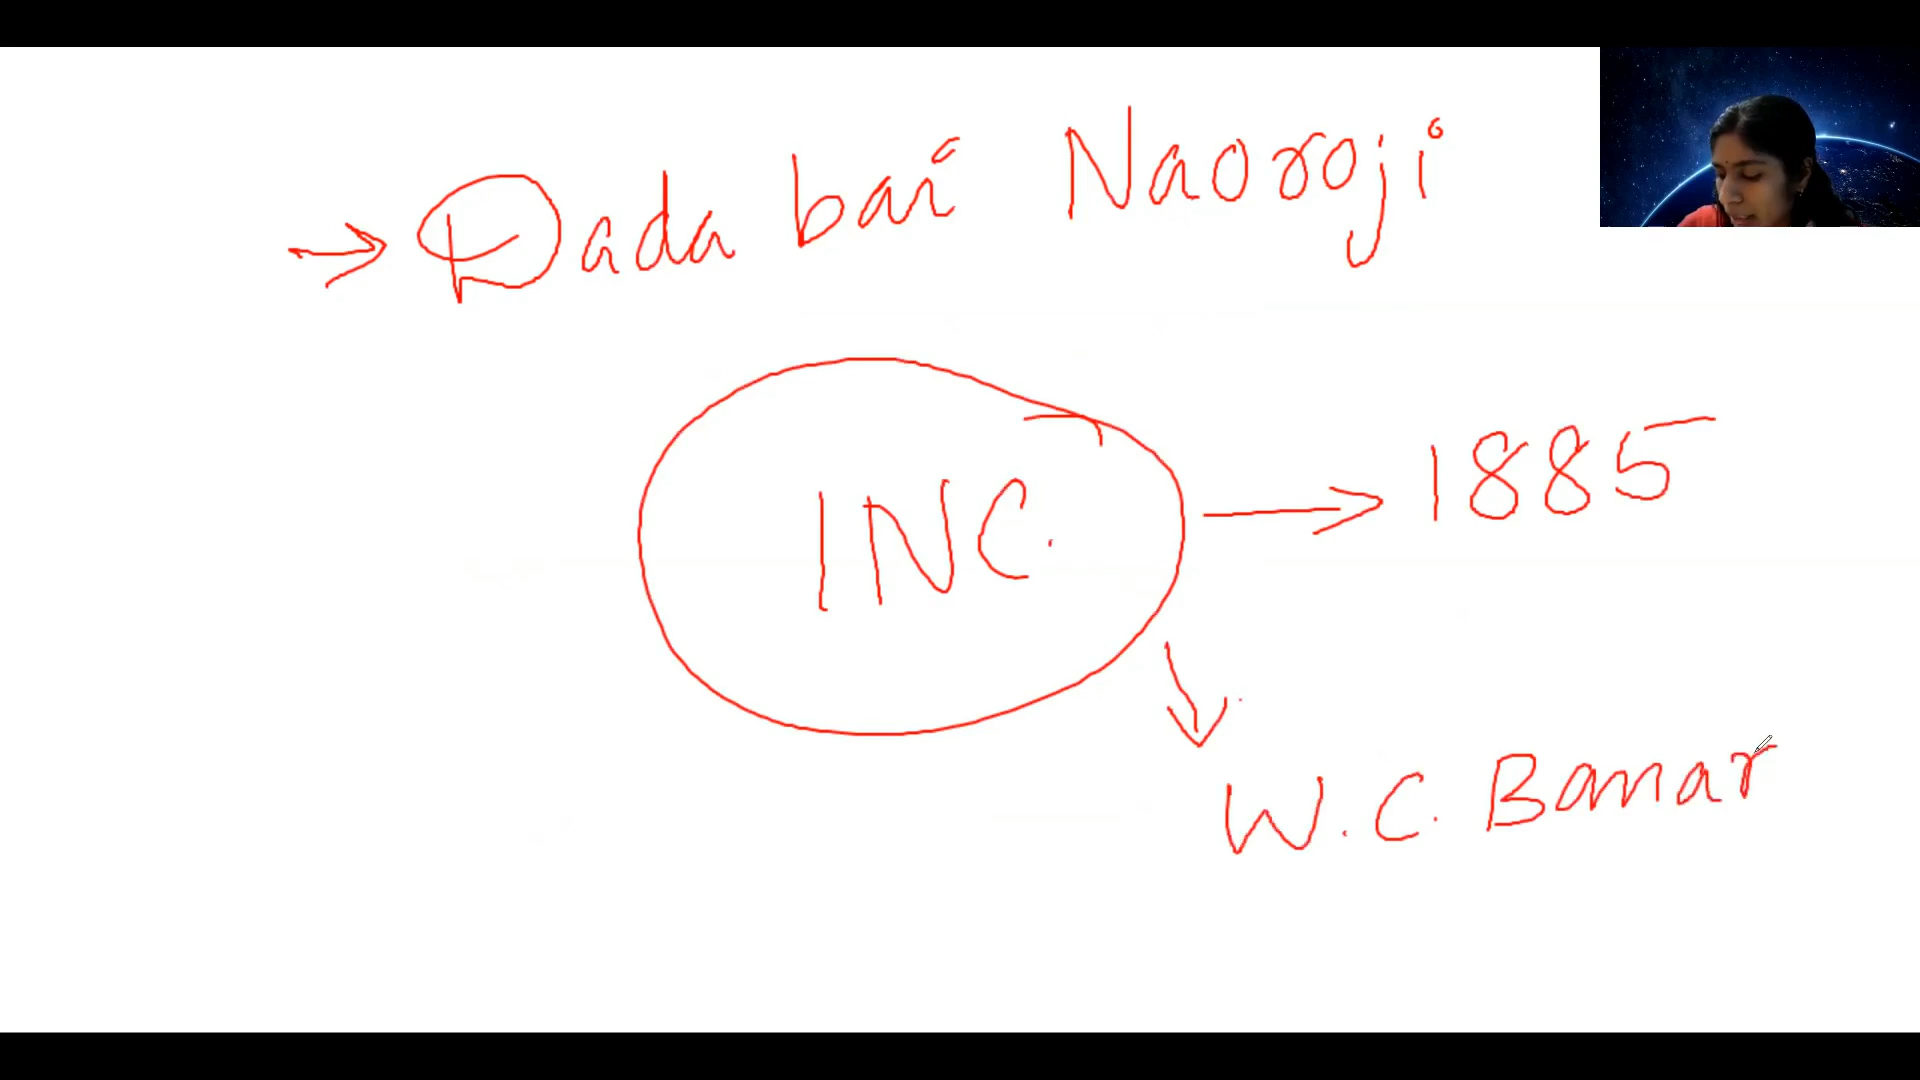 → Dada bai Naoroji
INC. → 1885
W. C. Banar